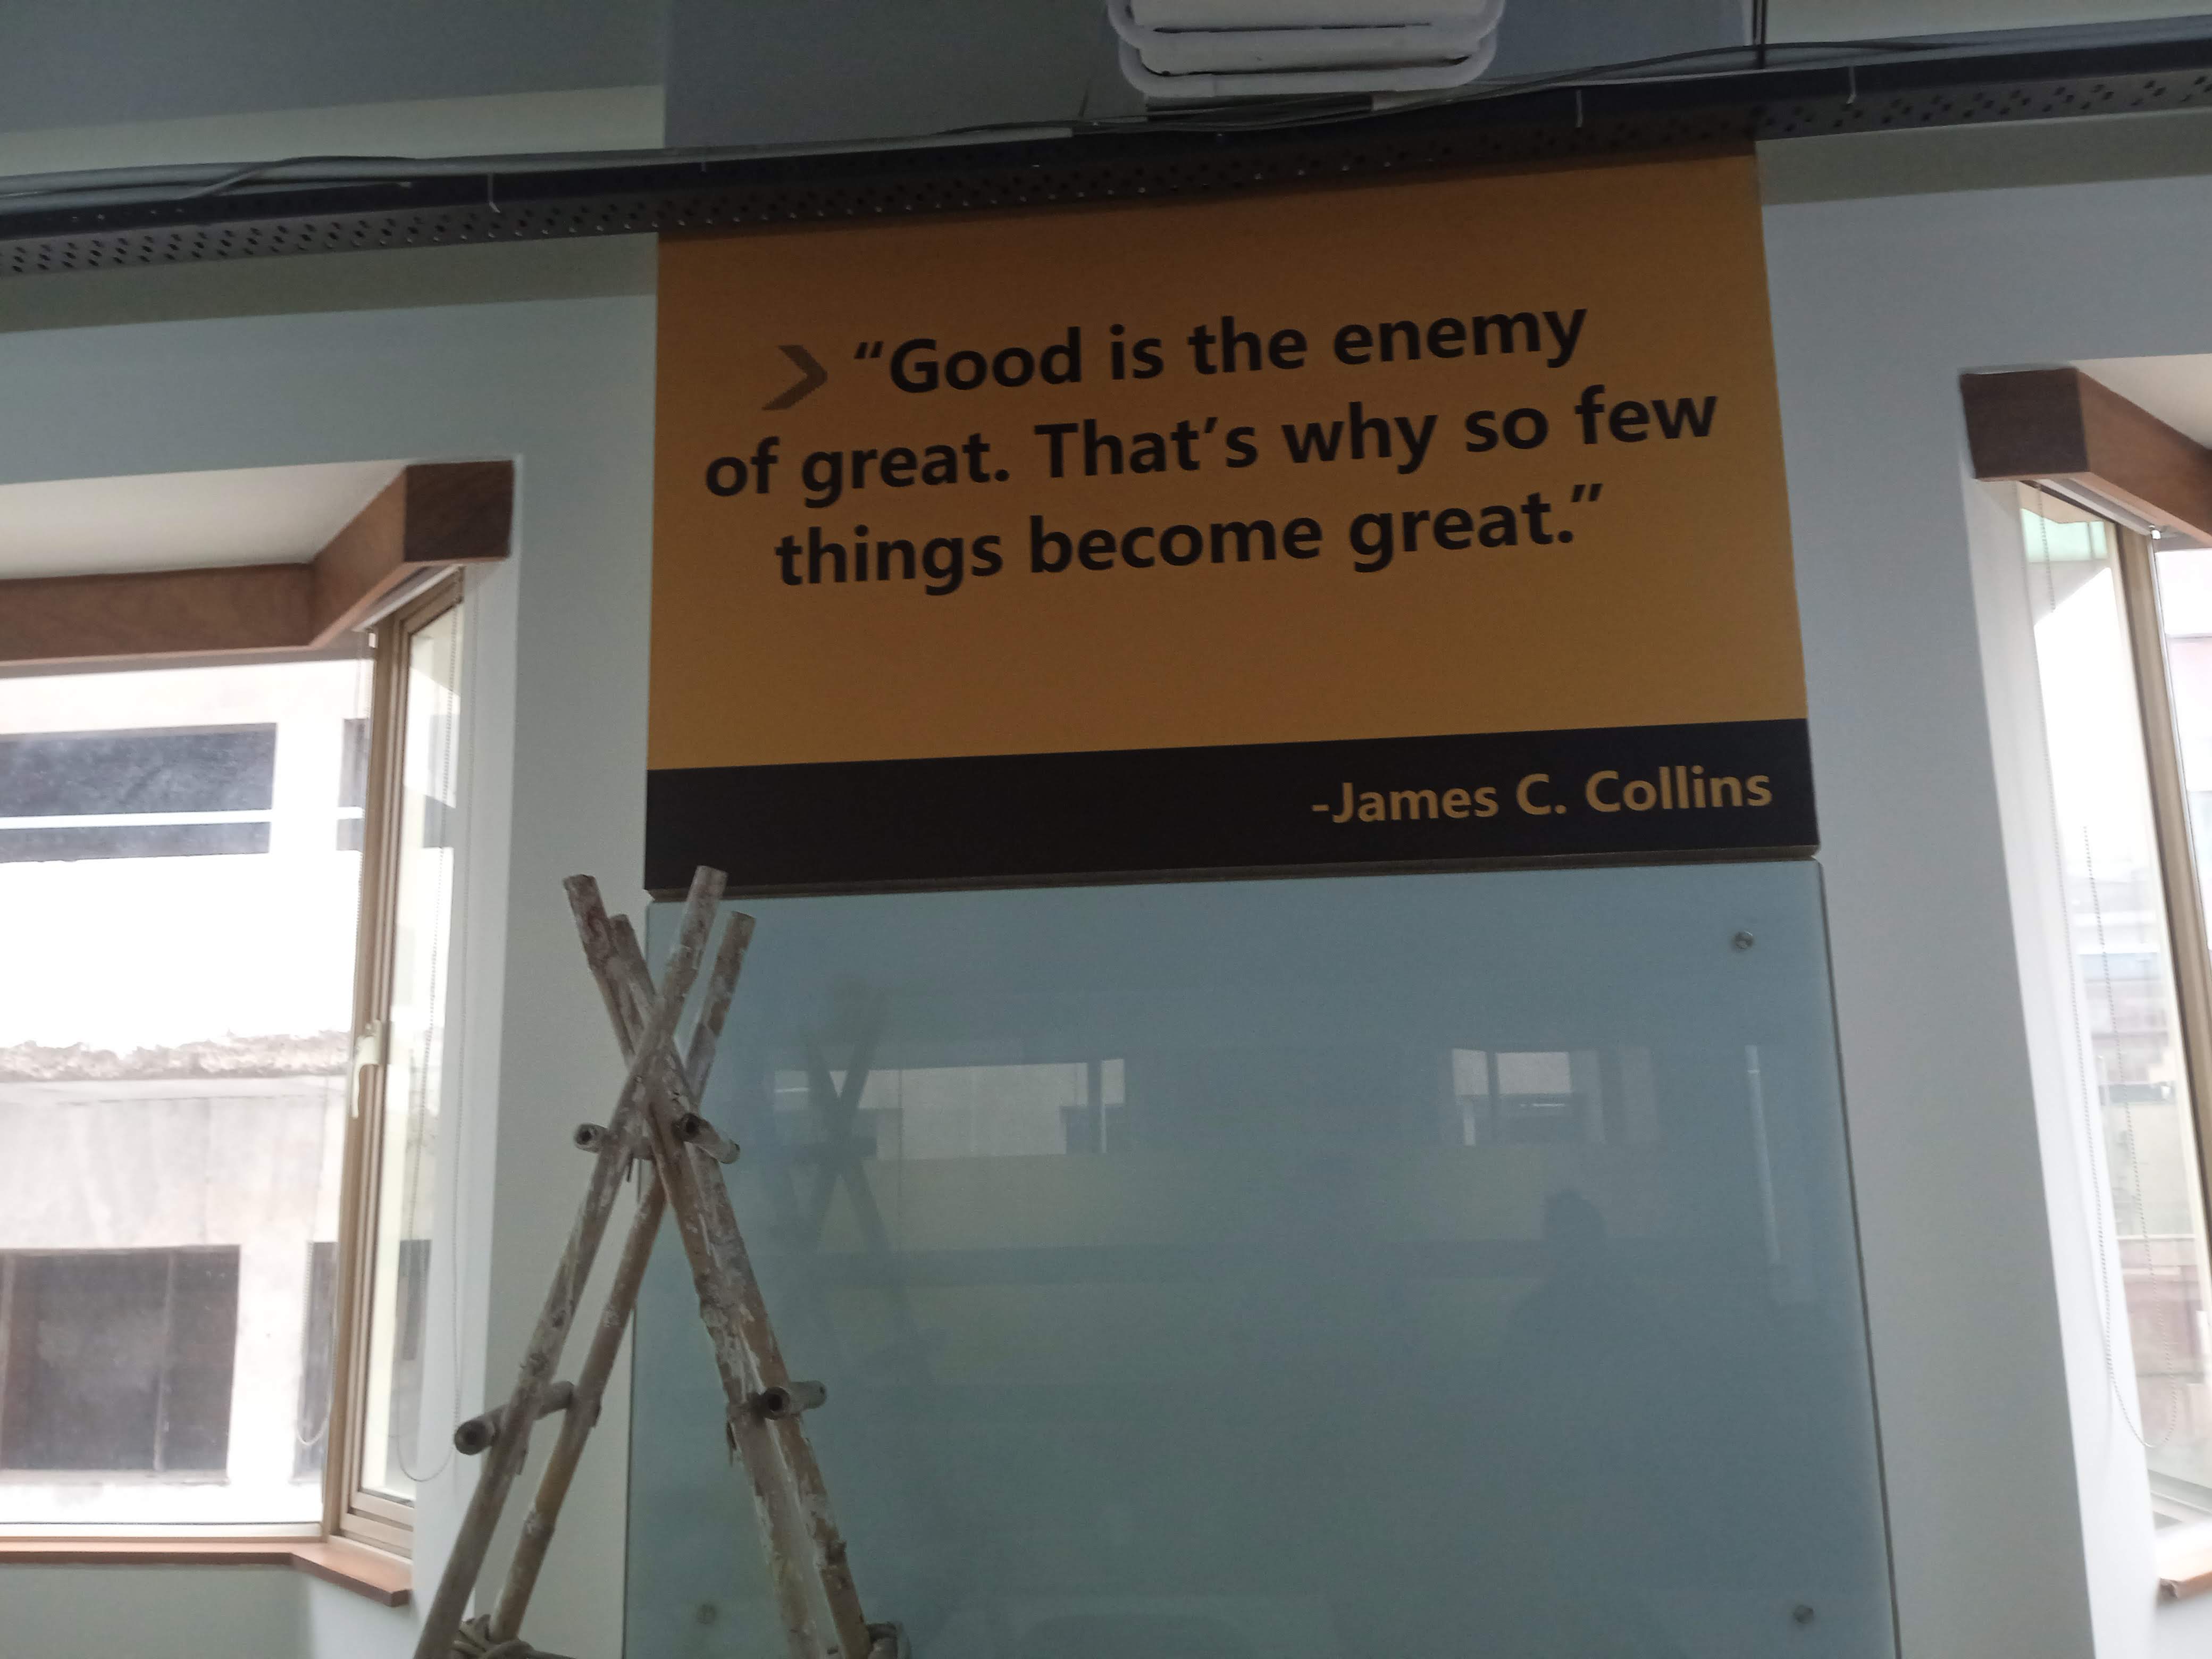 “Good is the enemy
of great. That’s why so few
things become great.”
-James C. Collins